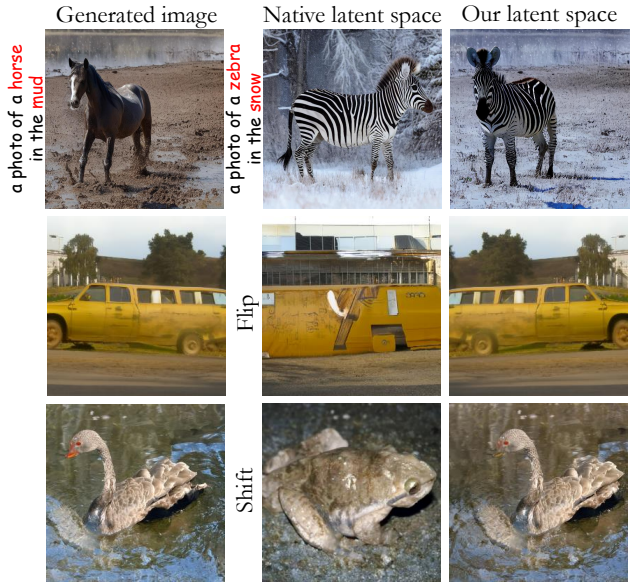 Generated image
Native latent space
Our latent space
a photo of a horse
in the mud
a photo of a zebra
in the snow
Flip
Shift